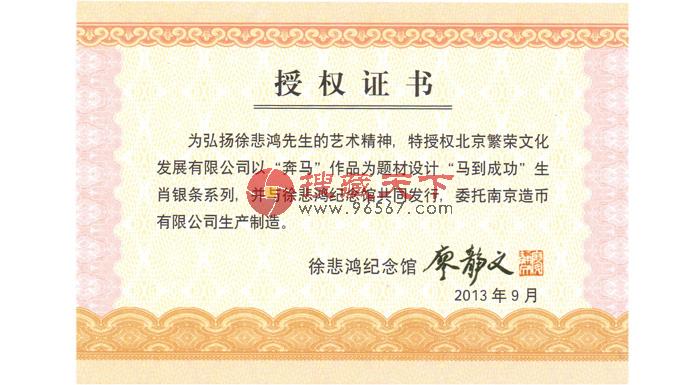 授权证书
为弘扬徐悲鸿先生的艺术精神，特授权北京繁荣文化
发展有限公司以“奔马”作品为题材设计“马到成功”生
肖银条系列，并与徐悲鸿纪念馆共同发行，委托南京造币
有限公司生产制造。
搜藏天下
www.96567.com
徐悲鸿纪念馆 廖静文
2013年9月